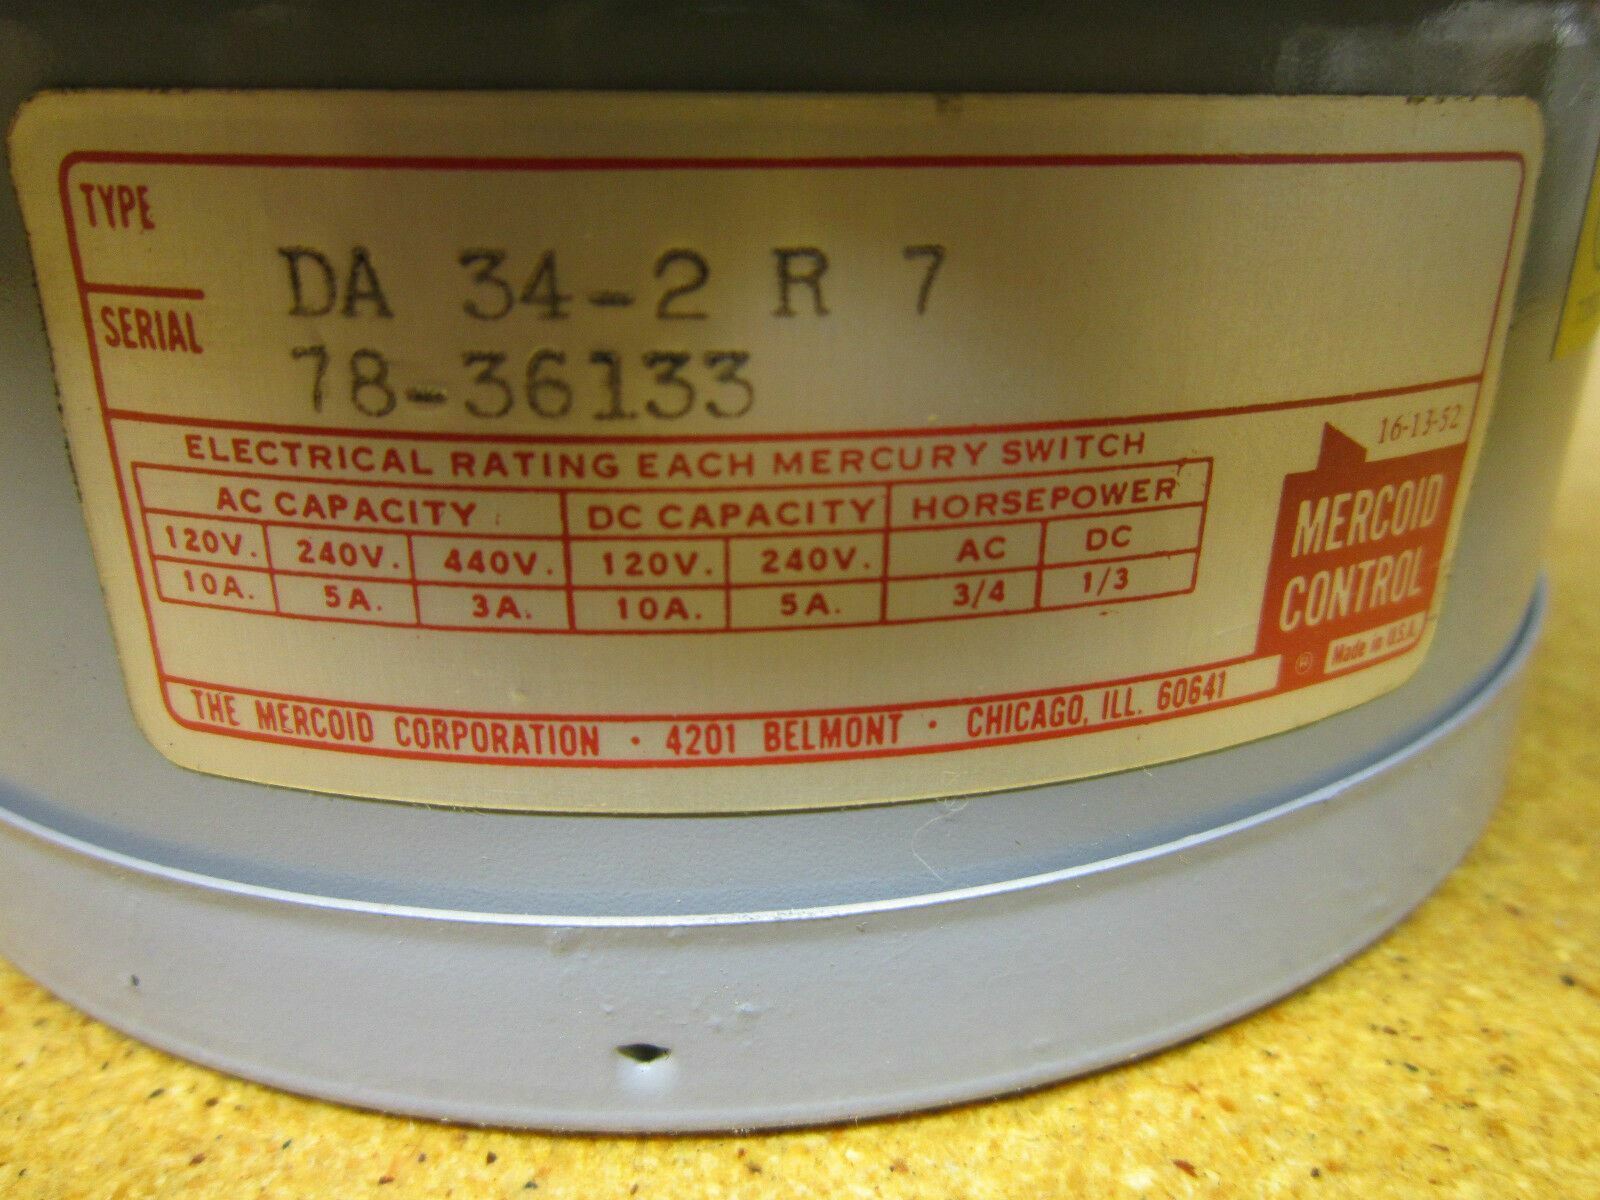 TYPE
DA 34-2 R 7
SERIAL
78-36133
ELECTRICAL RATING EACH MERCURY SWITCH
AC CAPACITY DC CAPACITY HORSEPOWER
120V. 240V. 440V. 120V. 240V. AC DC
10A. 5A. 3A. 10A. 5A. 3/4 1/3
16-13-52
MERCOID
CONTROL
® Made in U.S.A.
THE MERCOID CORPORATION · 4201 BELMONT · CHICAGO, ILL. 60641